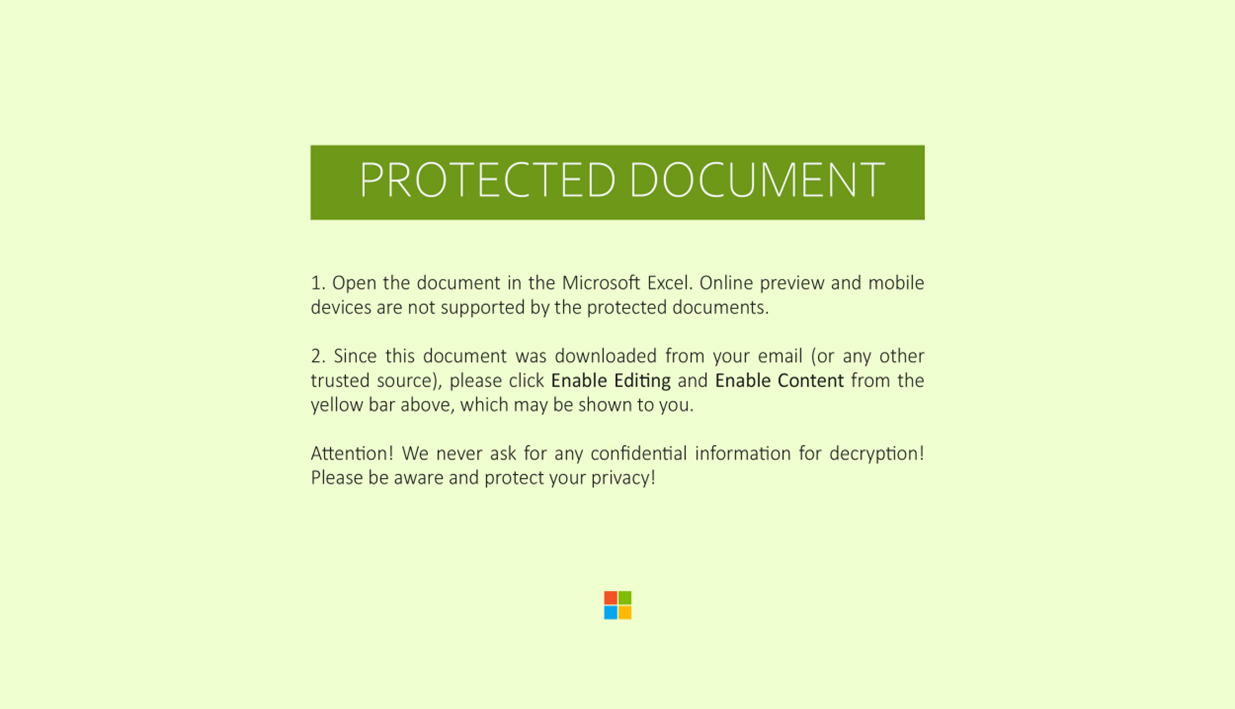 PROTECTED DOCUMENT
1. Open the document in the Microsoft Excel. Online preview and mobile
devices are not supported by the protected documents.
2. Since this document was downloaded from your email (or any other
trusted source), please click Enable Editing and Enable Content from the
yellow bar above, which may be shown to you.
Attention! We never ask for any confidential information for decryption!
Please be aware and protect your privacy!